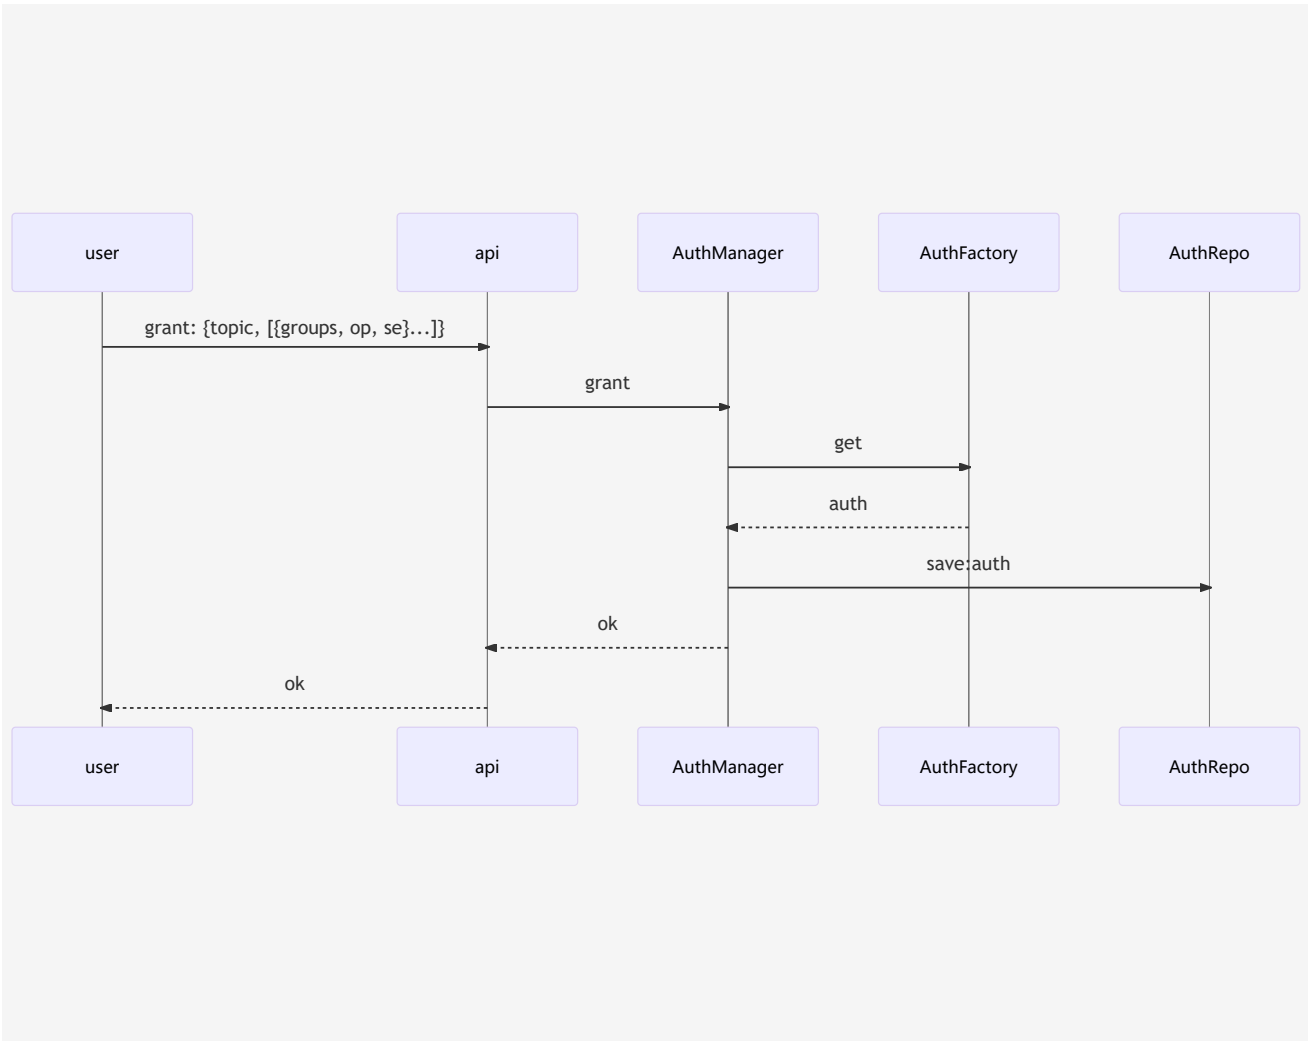 user
api
AuthManager
AuthFactory
AuthRepo
grant: {topic, [{groups, op, se}...]}
grant
get
auth
save:auth
ok
ok
user
api
AuthManager
AuthFactory
AuthRepo